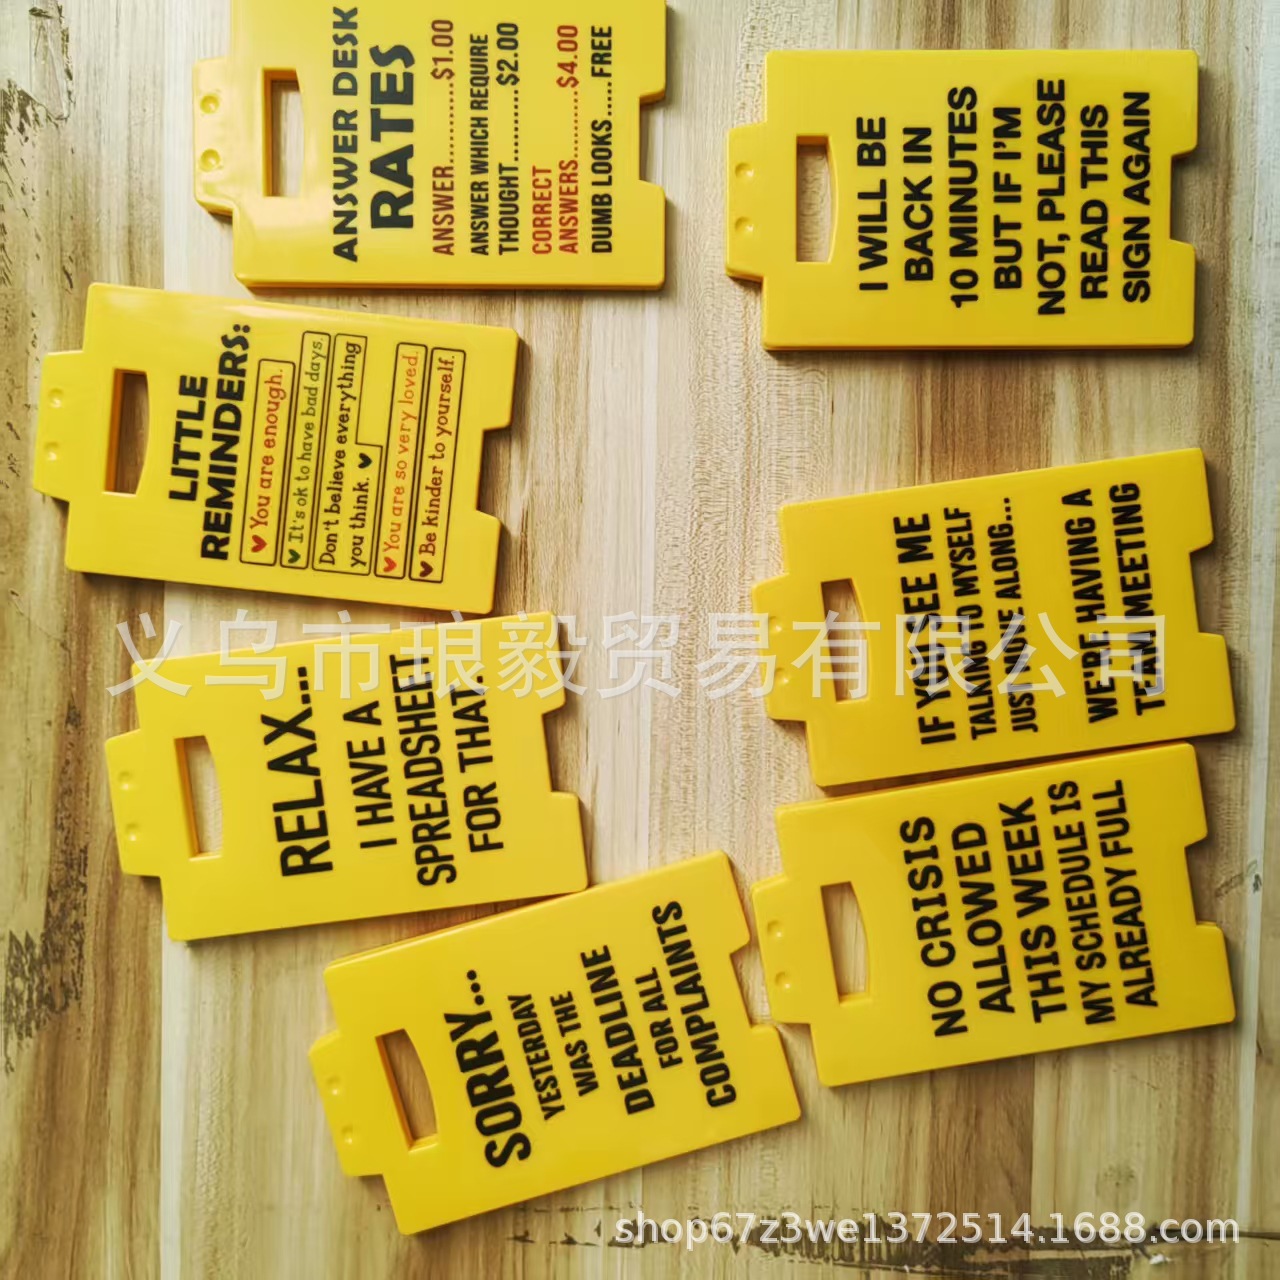 ANSWER DESK
RATES
ANSWER..........$1.00
ANSWER WHICH REQUIRE
THOUGHT..........$2.00
CORRECT
ANSWERS..........$4.00
DUMB LOOKS.....FREE
I WILL BE
BACK IN
10 MINUTES
BUT IF I'M
NOT, PLEASE
READ THIS
SIGN AGAIN
LITTLE
REMINDERS:
You are enough.
It's ok to have bad days.
Don't believe everything
you think.
You are so very loved.
Be kinder to yourself.
IF YOU SEE ME
TALKING TO MYSELF
JUST MOVE ALONG...
WE'RE HAVING A
TEAM MEETING
RELAX...
I HAVE A
SPREADSHEET
FOR THAT.
NO CRISIS
ALLOWED
THIS WEEK
MY SCHEDULE IS
ALREADY FULL
SORRY...
YESTERDAY
WAS THE
DEADLINE
FOR ALL
COMPLAINTS
义乌市琅毅贸易有限公司
shop67z3we1372514.1688.com